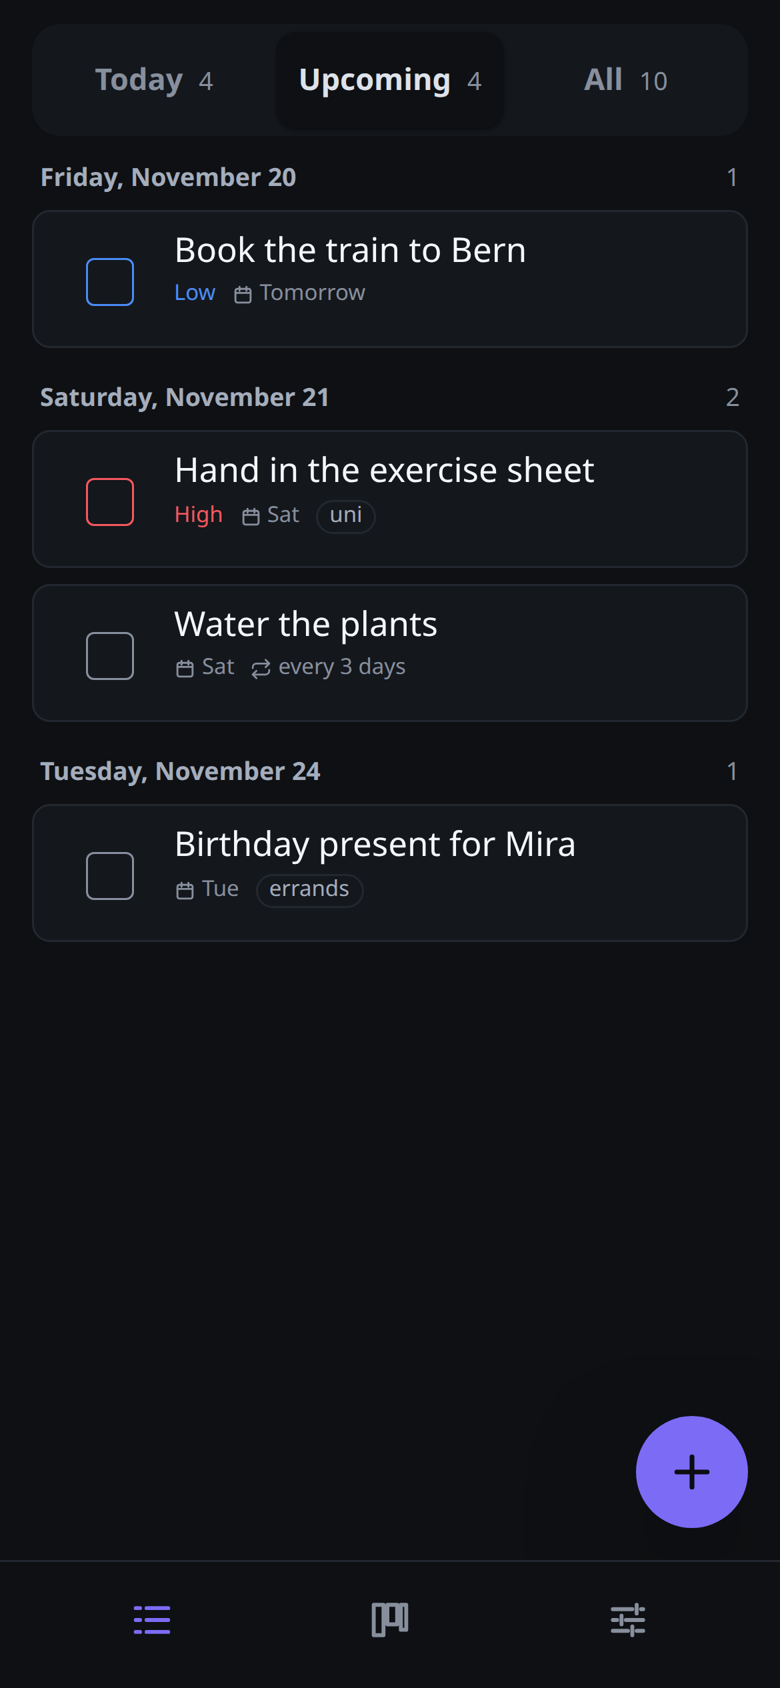 Today 4 Upcoming 4 All 10
Friday, November 20 1
Book the train to Bern
Low Tomorrow
Saturday, November 21 2
Hand in the exercise sheet
High Sat uni
Water the plants
Sat every 3 days
Tuesday, November 24 1
Birthday present for Mira
Tue errands